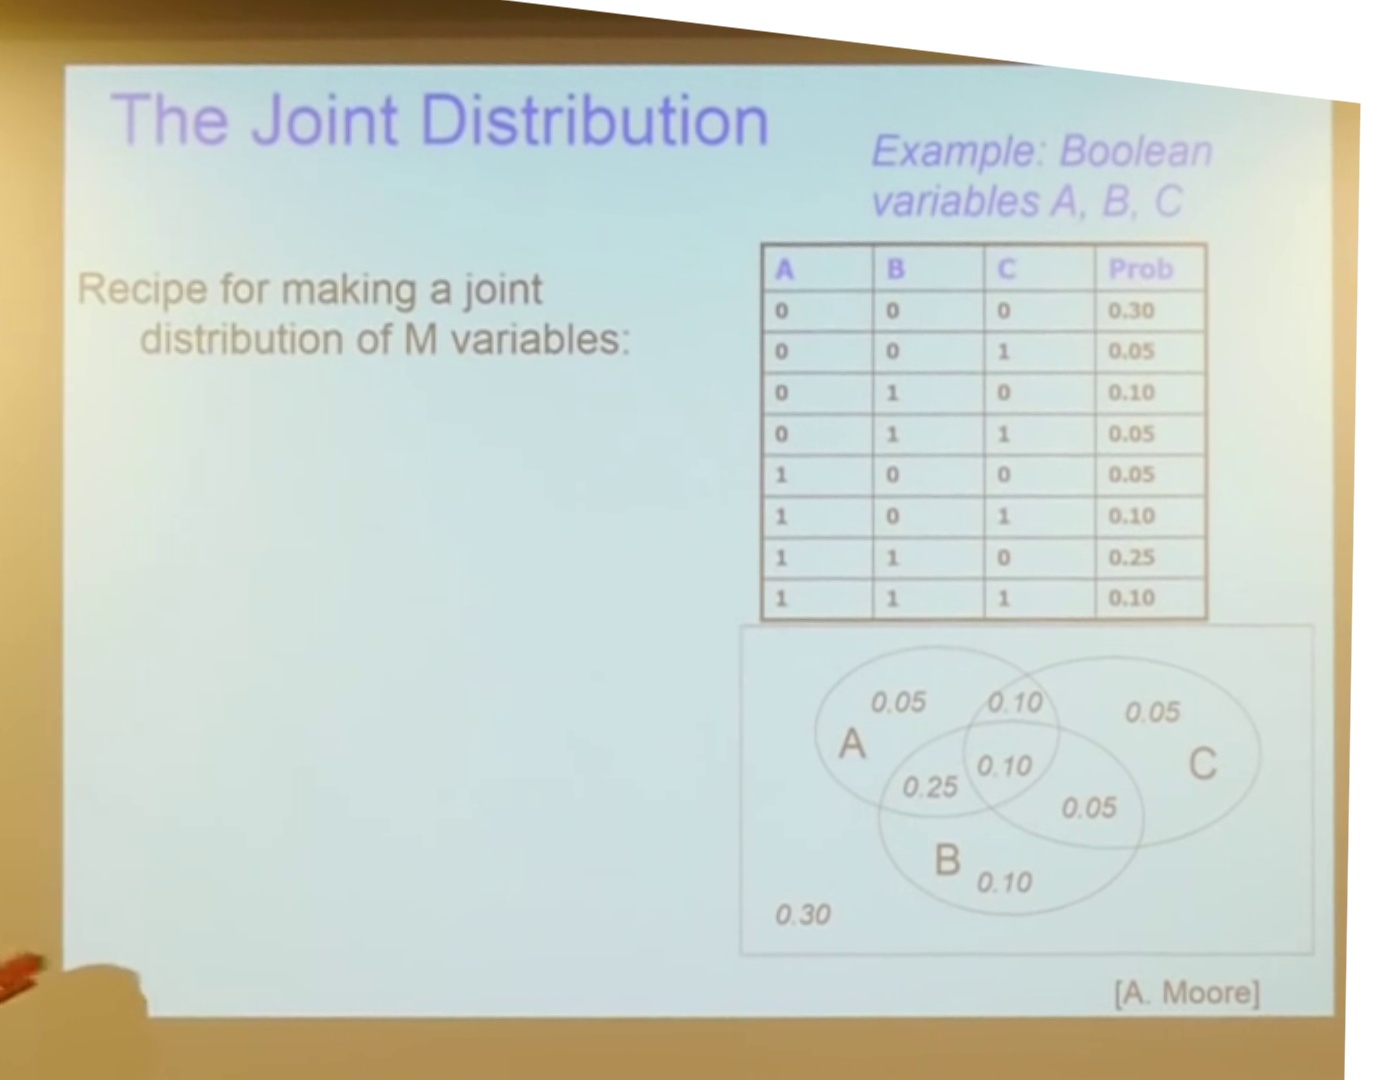 The Joint Distribution
Example: Boolean
variables A, B, C
Recipe for making a joint
distribution of M variables:
A B C Prob
0 0 0 0.30
0 0 1 0.05
0 1 0 0.10
0 1 1 0.05
1 0 0 0.05
1 0 1 0.10
1 1 0 0.25
1 1 1 0.10
0.05 0.10 0.05
A C
0.25 0.10
0.05
B 0.10
0.30
[A. Moore]